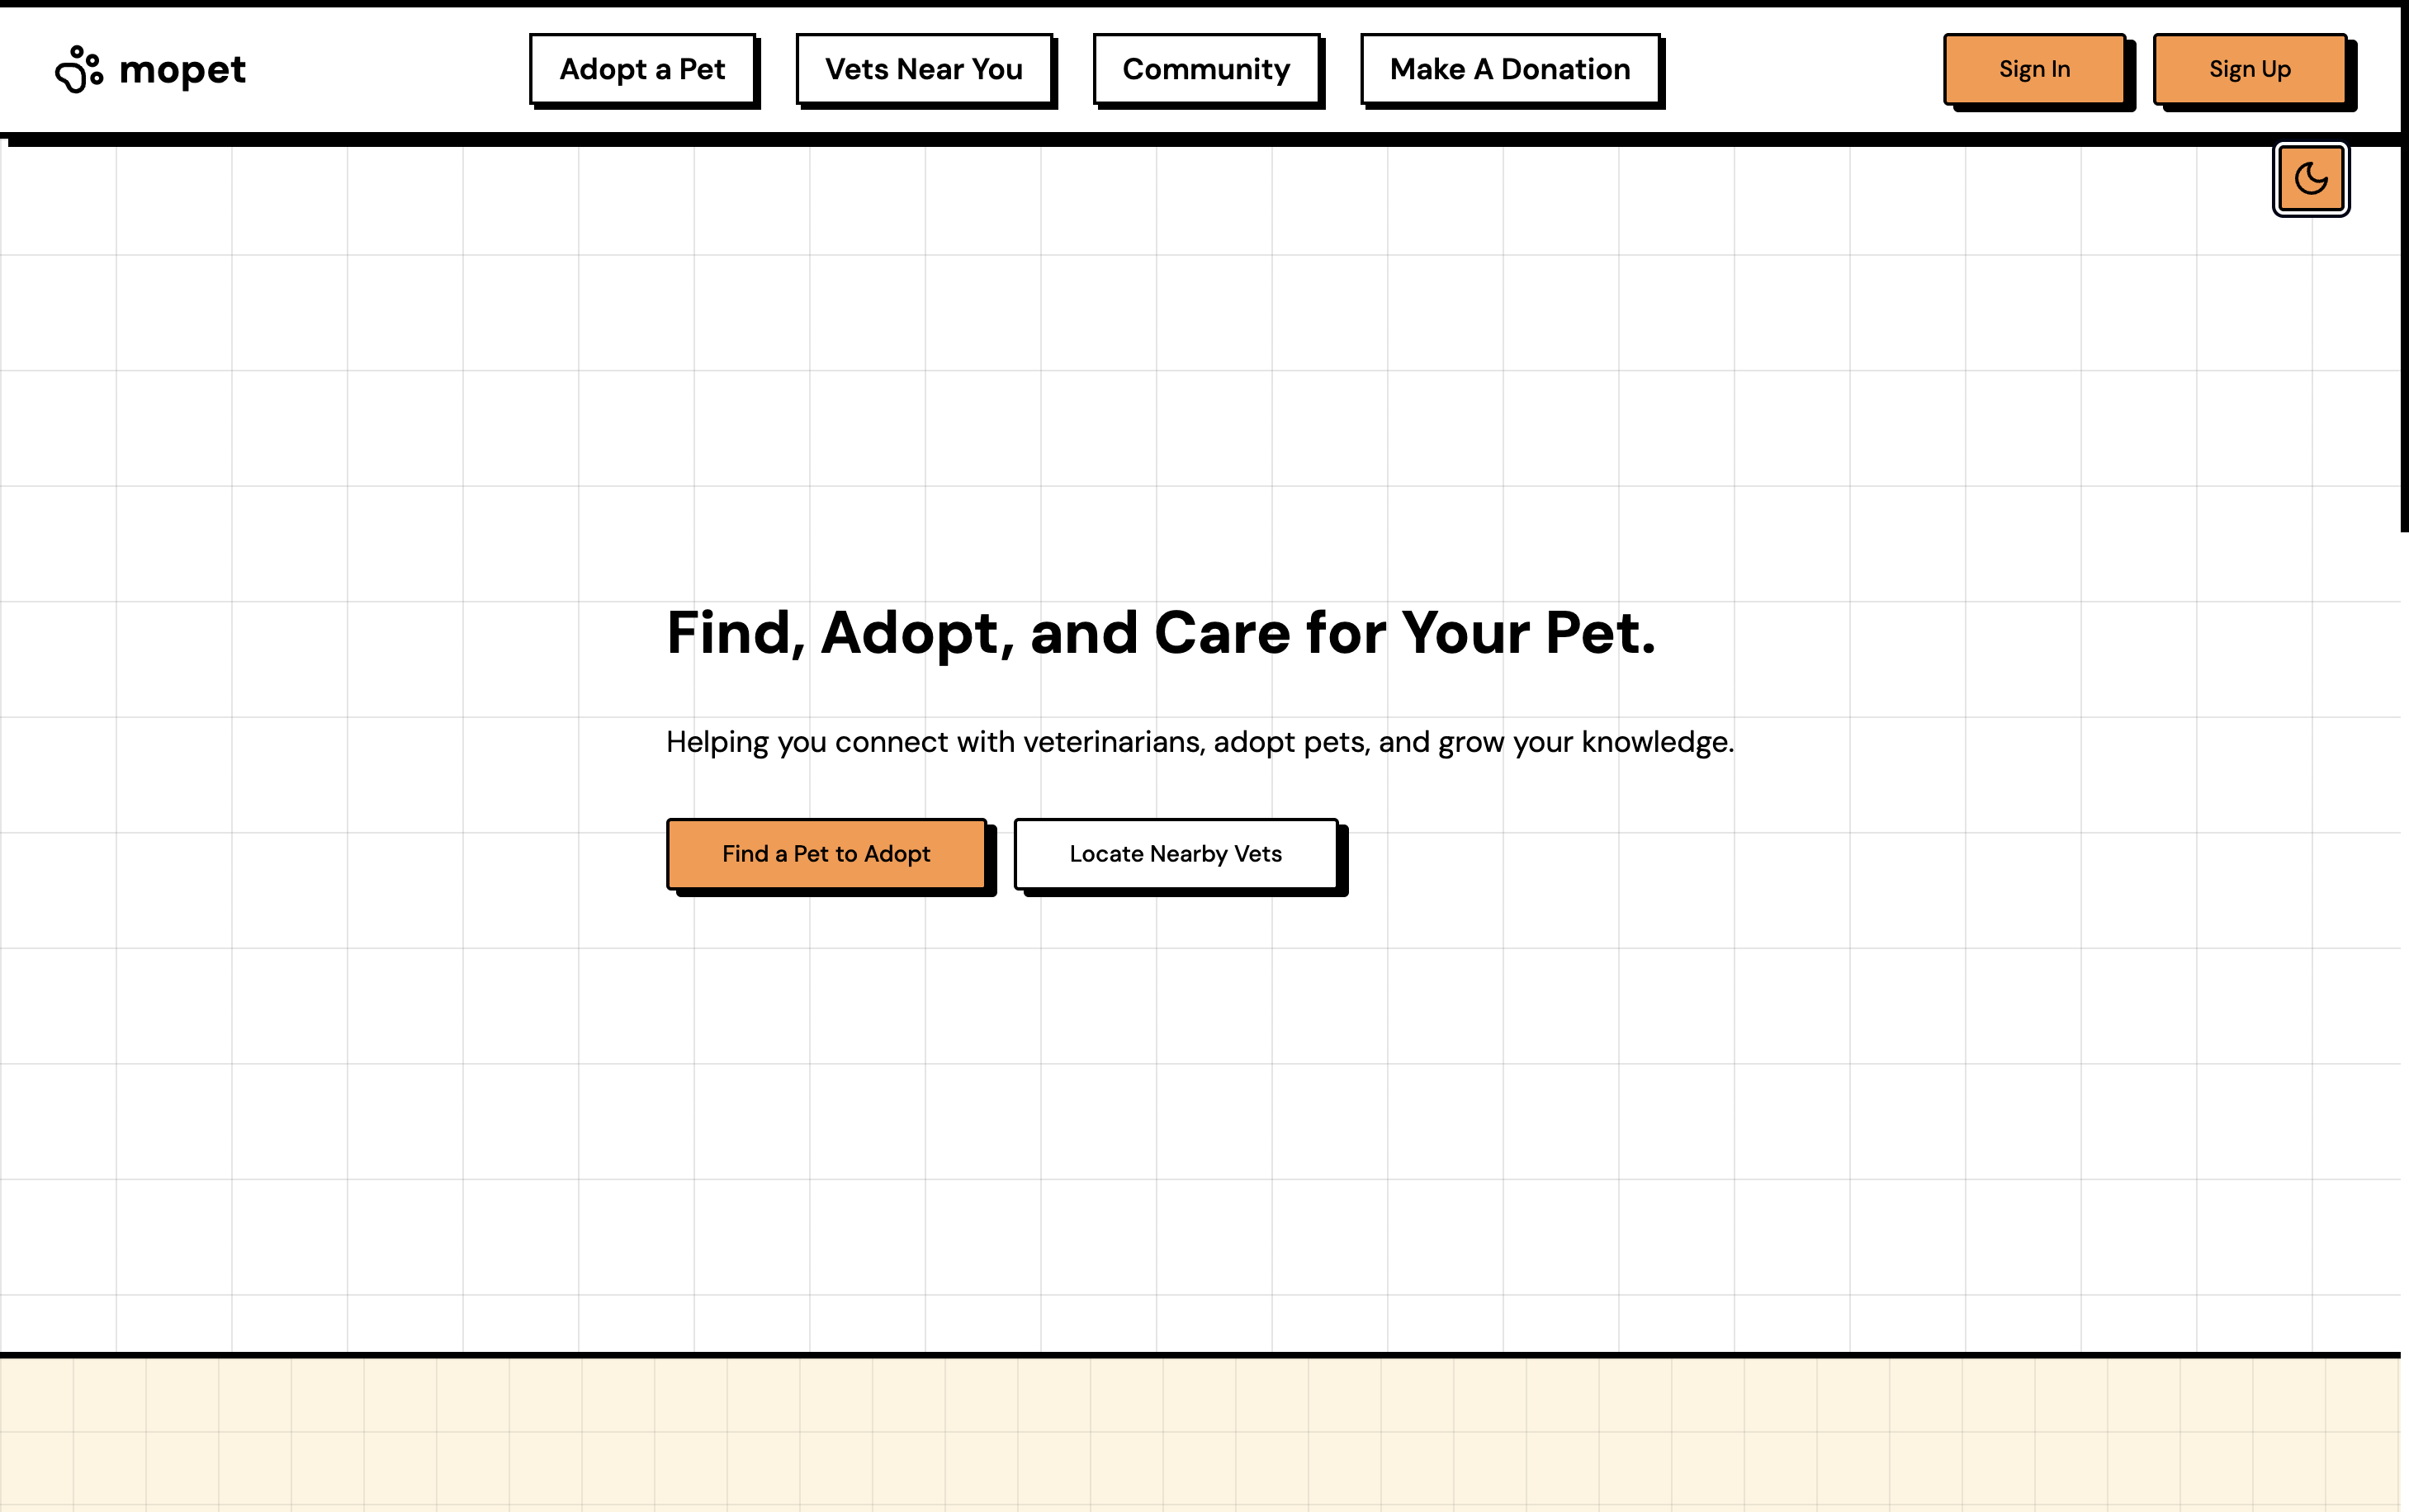 mopet
Adopt a Pet
Vets Near You
Community
Make A Donation
Sign In
Sign Up
Find, Adopt, and Care for Your Pet.
Helping you connect with veterinarians, adopt pets, and grow your knowledge.
Find a Pet to Adopt
Locate Nearby Vets